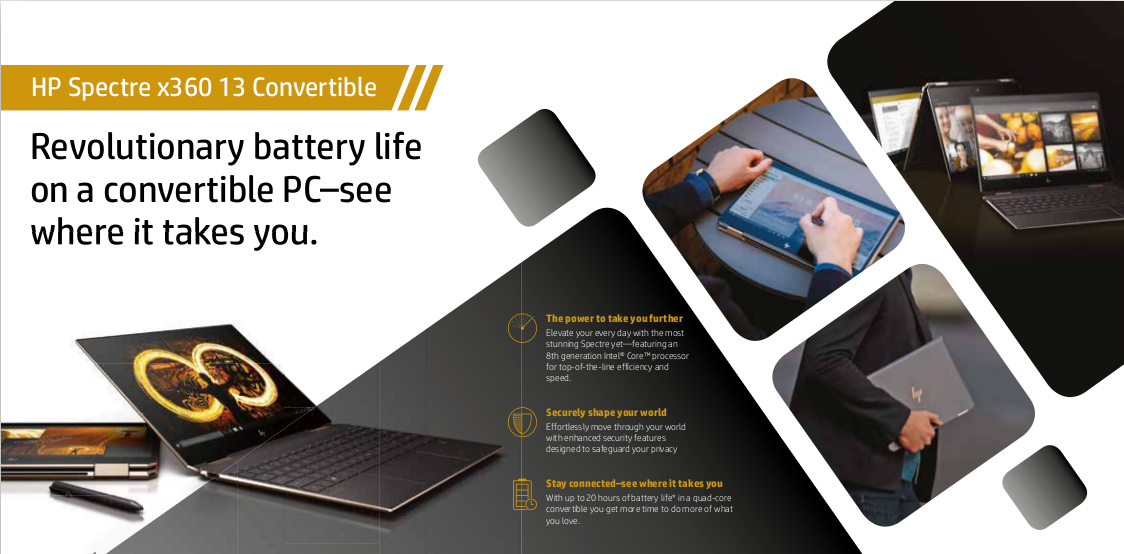 HP Spectre x360 13 Convertible
Revolutionary battery life
on a convertible PC—see
where it takes you.
The power to take you further
Elevate your every day with the most
stunning Spectre yet—featuring an
8th generation Intel® Core™ processor
for top-of-the-line efficiency and
speed.
Securely shape your world
Effortlessly move through your world
with enhanced security features
designed to safeguard your privacy
Stay connected—see where it takes you
With up to 20 hours of battery life* in a quad-core
convertible you get more time to do more of what
you love.
hp